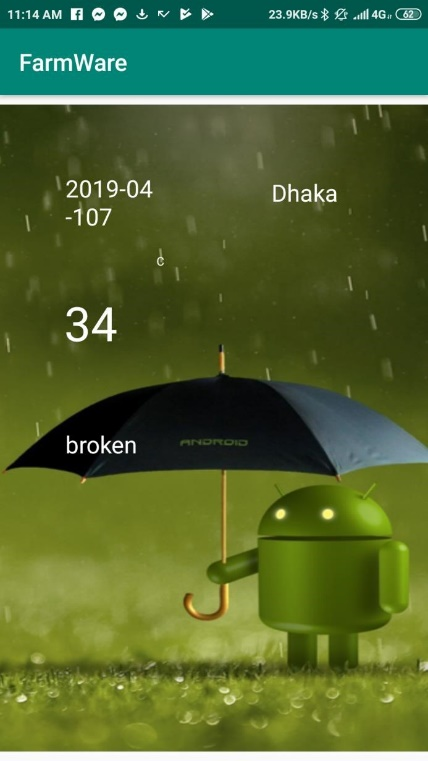 11:14 AM 23.9KB/s 4G 62
FarmWare
2019-04
-107
Dhaka
c
34
broken
ANDROID